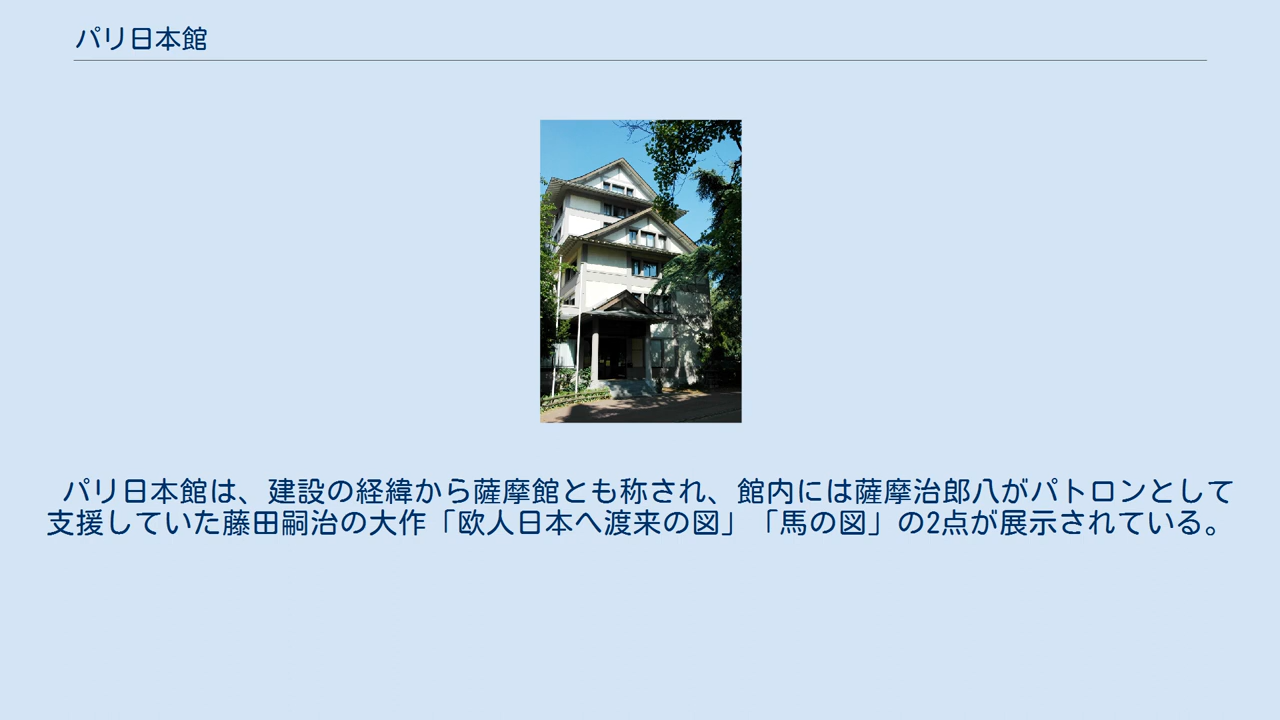 パリ日本館
パリ日本館は、建設の経緯から薩摩館とも称され、館内には薩摩治郎八がパトロンとして
支援していた藤田嗣治の大作「欧人日本へ渡来の図」「馬の図」の2点が展示されている。